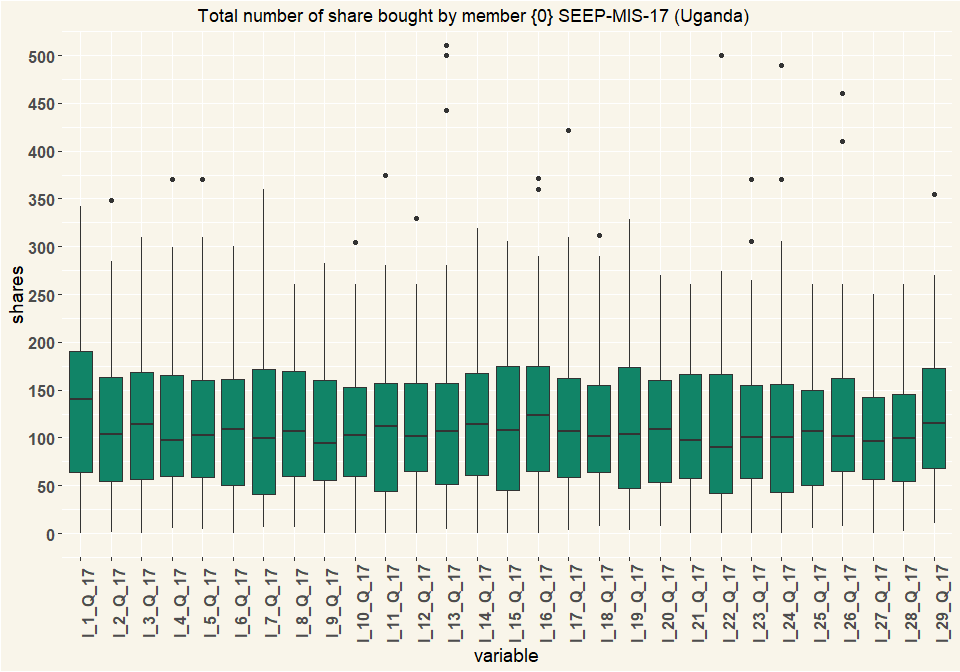 Total number of share bought by member {0} SEEP-MIS-17 (Uganda)
500
450
400
350
300
250
200
150
100
50
0
shares
I_1_Q_17
I_2_Q_17
I_3_Q_17
I_4_Q_17
I_5_Q_17
I_6_Q_17
I_7_Q_17
I_8_Q_17
I_9_Q_17
I_10_Q_17
I_11_Q_17
I_12_Q_17
I_13_Q_17
I_14_Q_17
I_15_Q_17
I_16_Q_17
I_17_Q_17
I_18_Q_17
I_19_Q_17
I_20_Q_17
I_21_Q_17
I_22_Q_17
I_23_Q_17
I_24_Q_17
I_25_Q_17
I_26_Q_17
I_27_Q_17
I_28_Q_17
I_29_Q_17
variable